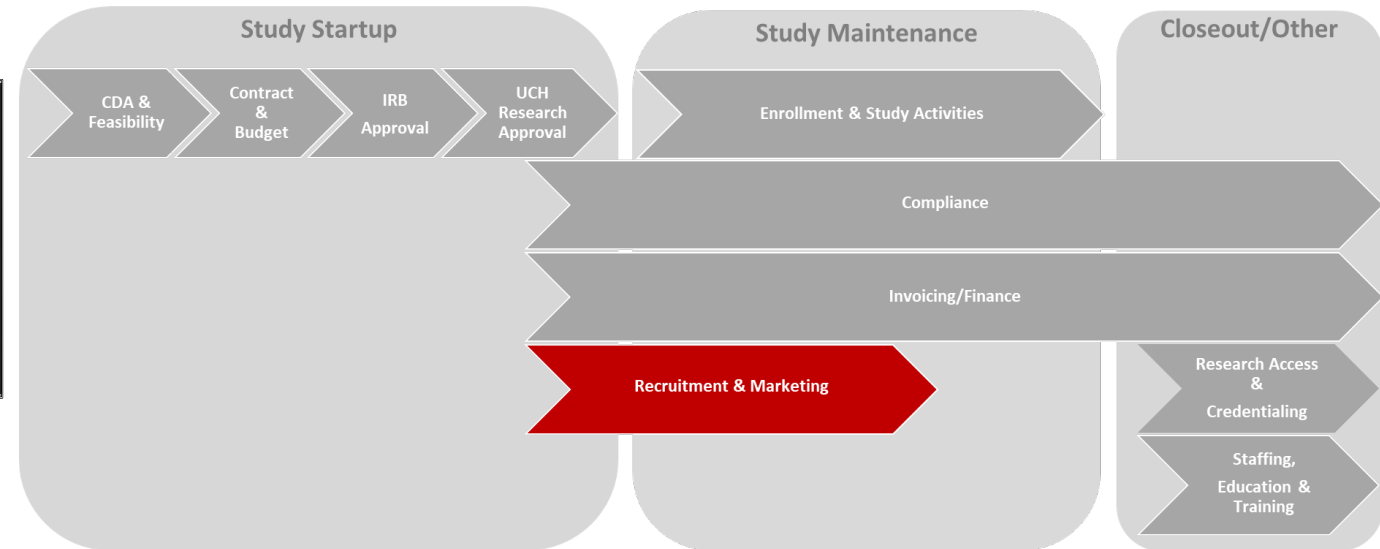 Study Startup
Study Maintenance
Closeout/Other
CDA &
Feasibility
Contract
&
Budget
IRB
Approval
UCH
Research
Approval
Enrollment & Study Activities
Compliance
Invoicing/Finance
Recruitment & Marketing
Research Access
&
Credentialing
Staffing,
Education &
Training